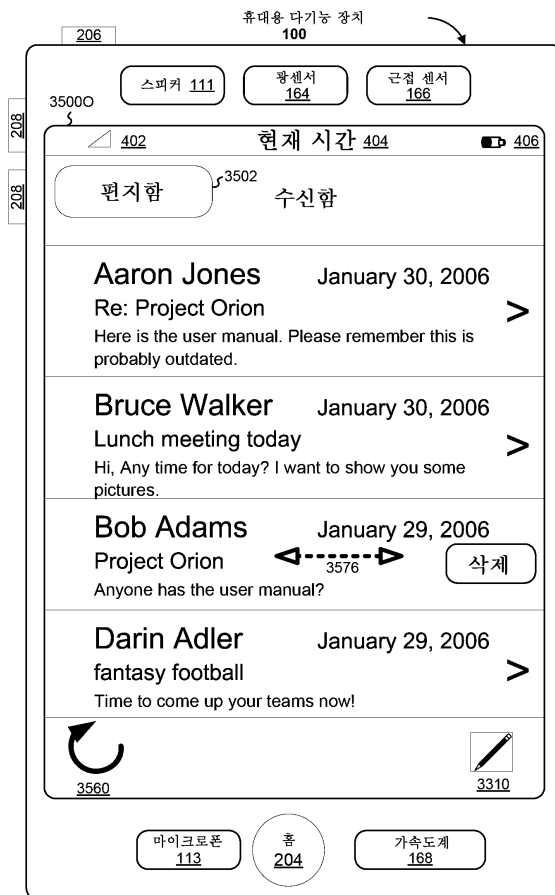 휴대용 다기능 장치
206
100
스피커 111
광센서
164
근접 센서
166
3500O
208
208
402
현재 시간 404
406
편지함
3502
수신함
Aaron Jones January 30, 2006
Re: Project Orion
>
Here is the user manual. Please remember this is
probably outdated.
Bruce Walker January 30, 2006
Lunch meeting today
>
Hi, Any time for today? I want to show you some
pictures.
Bob Adams January 29, 2006
Project Orion
3576
삭제
Anyone has the user manual?
Darin Adler January 29, 2006
fantasy football
>
Time to come up your teams now!
3560
3310
마이크로폰
113
홈
204
가속도계
168